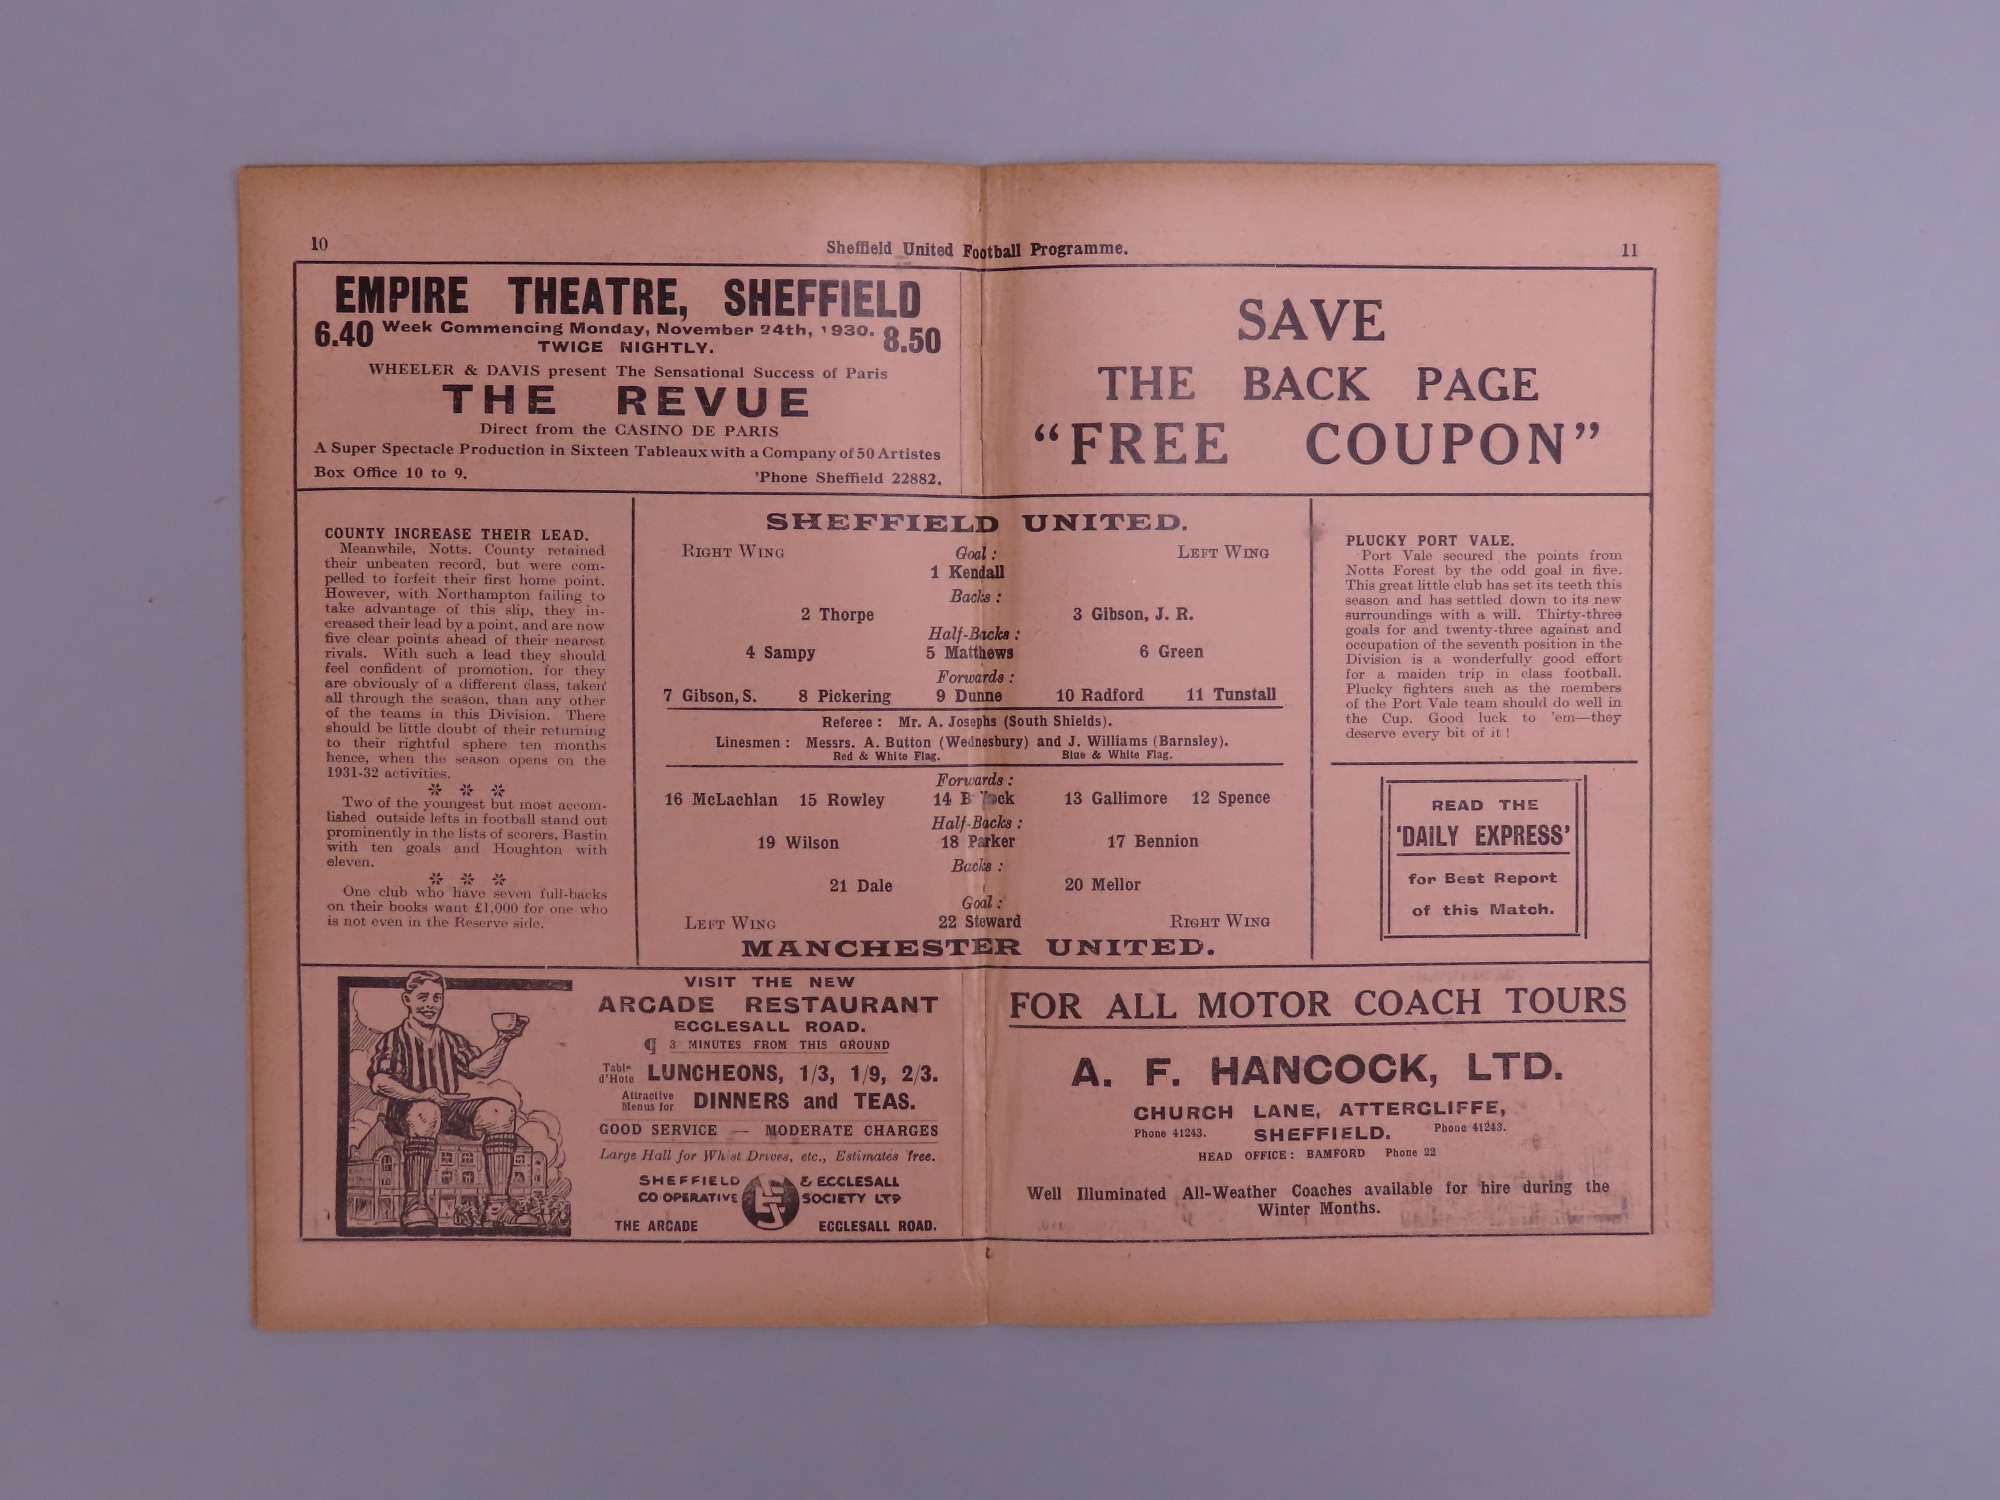 10
Sheffield United Football Programme.
11
EMPIRE THEATRE, SHEFFIELD
6.40 Week Commencing Monday, November 24th, 1930. 8.50
TWICE NIGHTLY.
WHEELER & DAVIS present The Sensational Success of Paris
THE REVUE
Direct from the CASINO DE PARIS
A Super Spectacle Production in Sixteen Tableaux with a Company of 50 Artistes
Box Office 10 to 9. 'Phone Sheffield 22882.
SAVE
THE BACK PAGE
"FREE COUPON"
COUNTY INCREASE THEIR LEAD.
Meanwhile, Notts. County retained
their unbeaten record, but were com-
pelled to forfeit their first home point.
However, with Northampton failing to
take advantage of this slip, they in-
creased their lead by a point, and are now
five clear points ahead of their nearest
rivals. With such a lead they should
feel confident of promotion, for they
are obviously of a different class, taken
all through the season, than any other
of the teams in this Division. There
should be little doubt of their returning
to their rightful sphere ten months
hence, when the season opens on the
1931-32 activities.
Two of the youngest but most accom-
lished outside lefts in football stand out
prominently in the lists of scorers, Bastin
with ten goals and Houghton with
eleven.
One club who have seven full-backs
on their books want £1,000 for one who
is not even in the Reserve side.
SHEFFIELD UNITED.
RIGHT WING Goal: LEFT WING
1 Kendall
Backs:
2 Thorpe 3 Gibson, J. R.
Half-Backs:
4 Sampy 5 Matthews 6 Green
Forwards:
7 Gibson, S. 8 Pickering 9 Dunne 10 Radford 11 Tunstall
Referee: Mr. A. Josephs (South Shields).
Linesmen: Messrs. A. Button (Wednesbury) and J. Williams (Barnsley).
Red & White Flag. Blue & White Flag.
Forwards:
16 McLachlan 15 Rowley 14 13 Gallimore 12 Spence
Half-Backs:
19 Wilson 18 Parker 17 Bennion
Backs:
21 Dale 20 Mellor
Goal:
LEFT WING 22 Steward RIGHT WING
MANCHESTER UNITED.
PLUCKY PORT VALE.
Port Vale secured the points from
Notts Forest by the odd goal in five.
This great little club has set its teeth this
season and has settled down to its new
surroundings with a will. Thirty-three
goals for and twenty-three against and
occupation of the seventh position in the
Division is a wonderfully good effort
for a maiden trip in class football.
Plucky fighters such as the members
of the Port Vale team should do well in
the Cup. Good luck to 'em—they
deserve every bit of it!
READ THE
'DAILY EXPRESS'
for Best Report
of this Match.
VISIT THE NEW
ARCADE RESTAURANT
ECCLESALL ROAD.
¶ 3 MINUTES FROM THIS GROUND
Table d'Hote LUNCHEONS, 1/3, 1/9, 2/3.
Attractive Menus for DINNERS and TEAS.
GOOD SERVICE — MODERATE CHARGES
Large Hall for Whist Drives, etc., Estimates free.
SHEFFIELD & ECCLESALL
CO OPERATIVE SOCIETY LTD
THE ARCADE ECCLESALL ROAD.
FOR ALL MOTOR COACH TOURS
A. F. HANCOCK, LTD.
CHURCH LANE, ATTERCLIFFE,
Phone 41243. SHEFFIELD. Phone 41243.
HEAD OFFICE: BAMFORD Phone 22
Well Illuminated All-Weather Coaches available for hire during the
Winter Months.